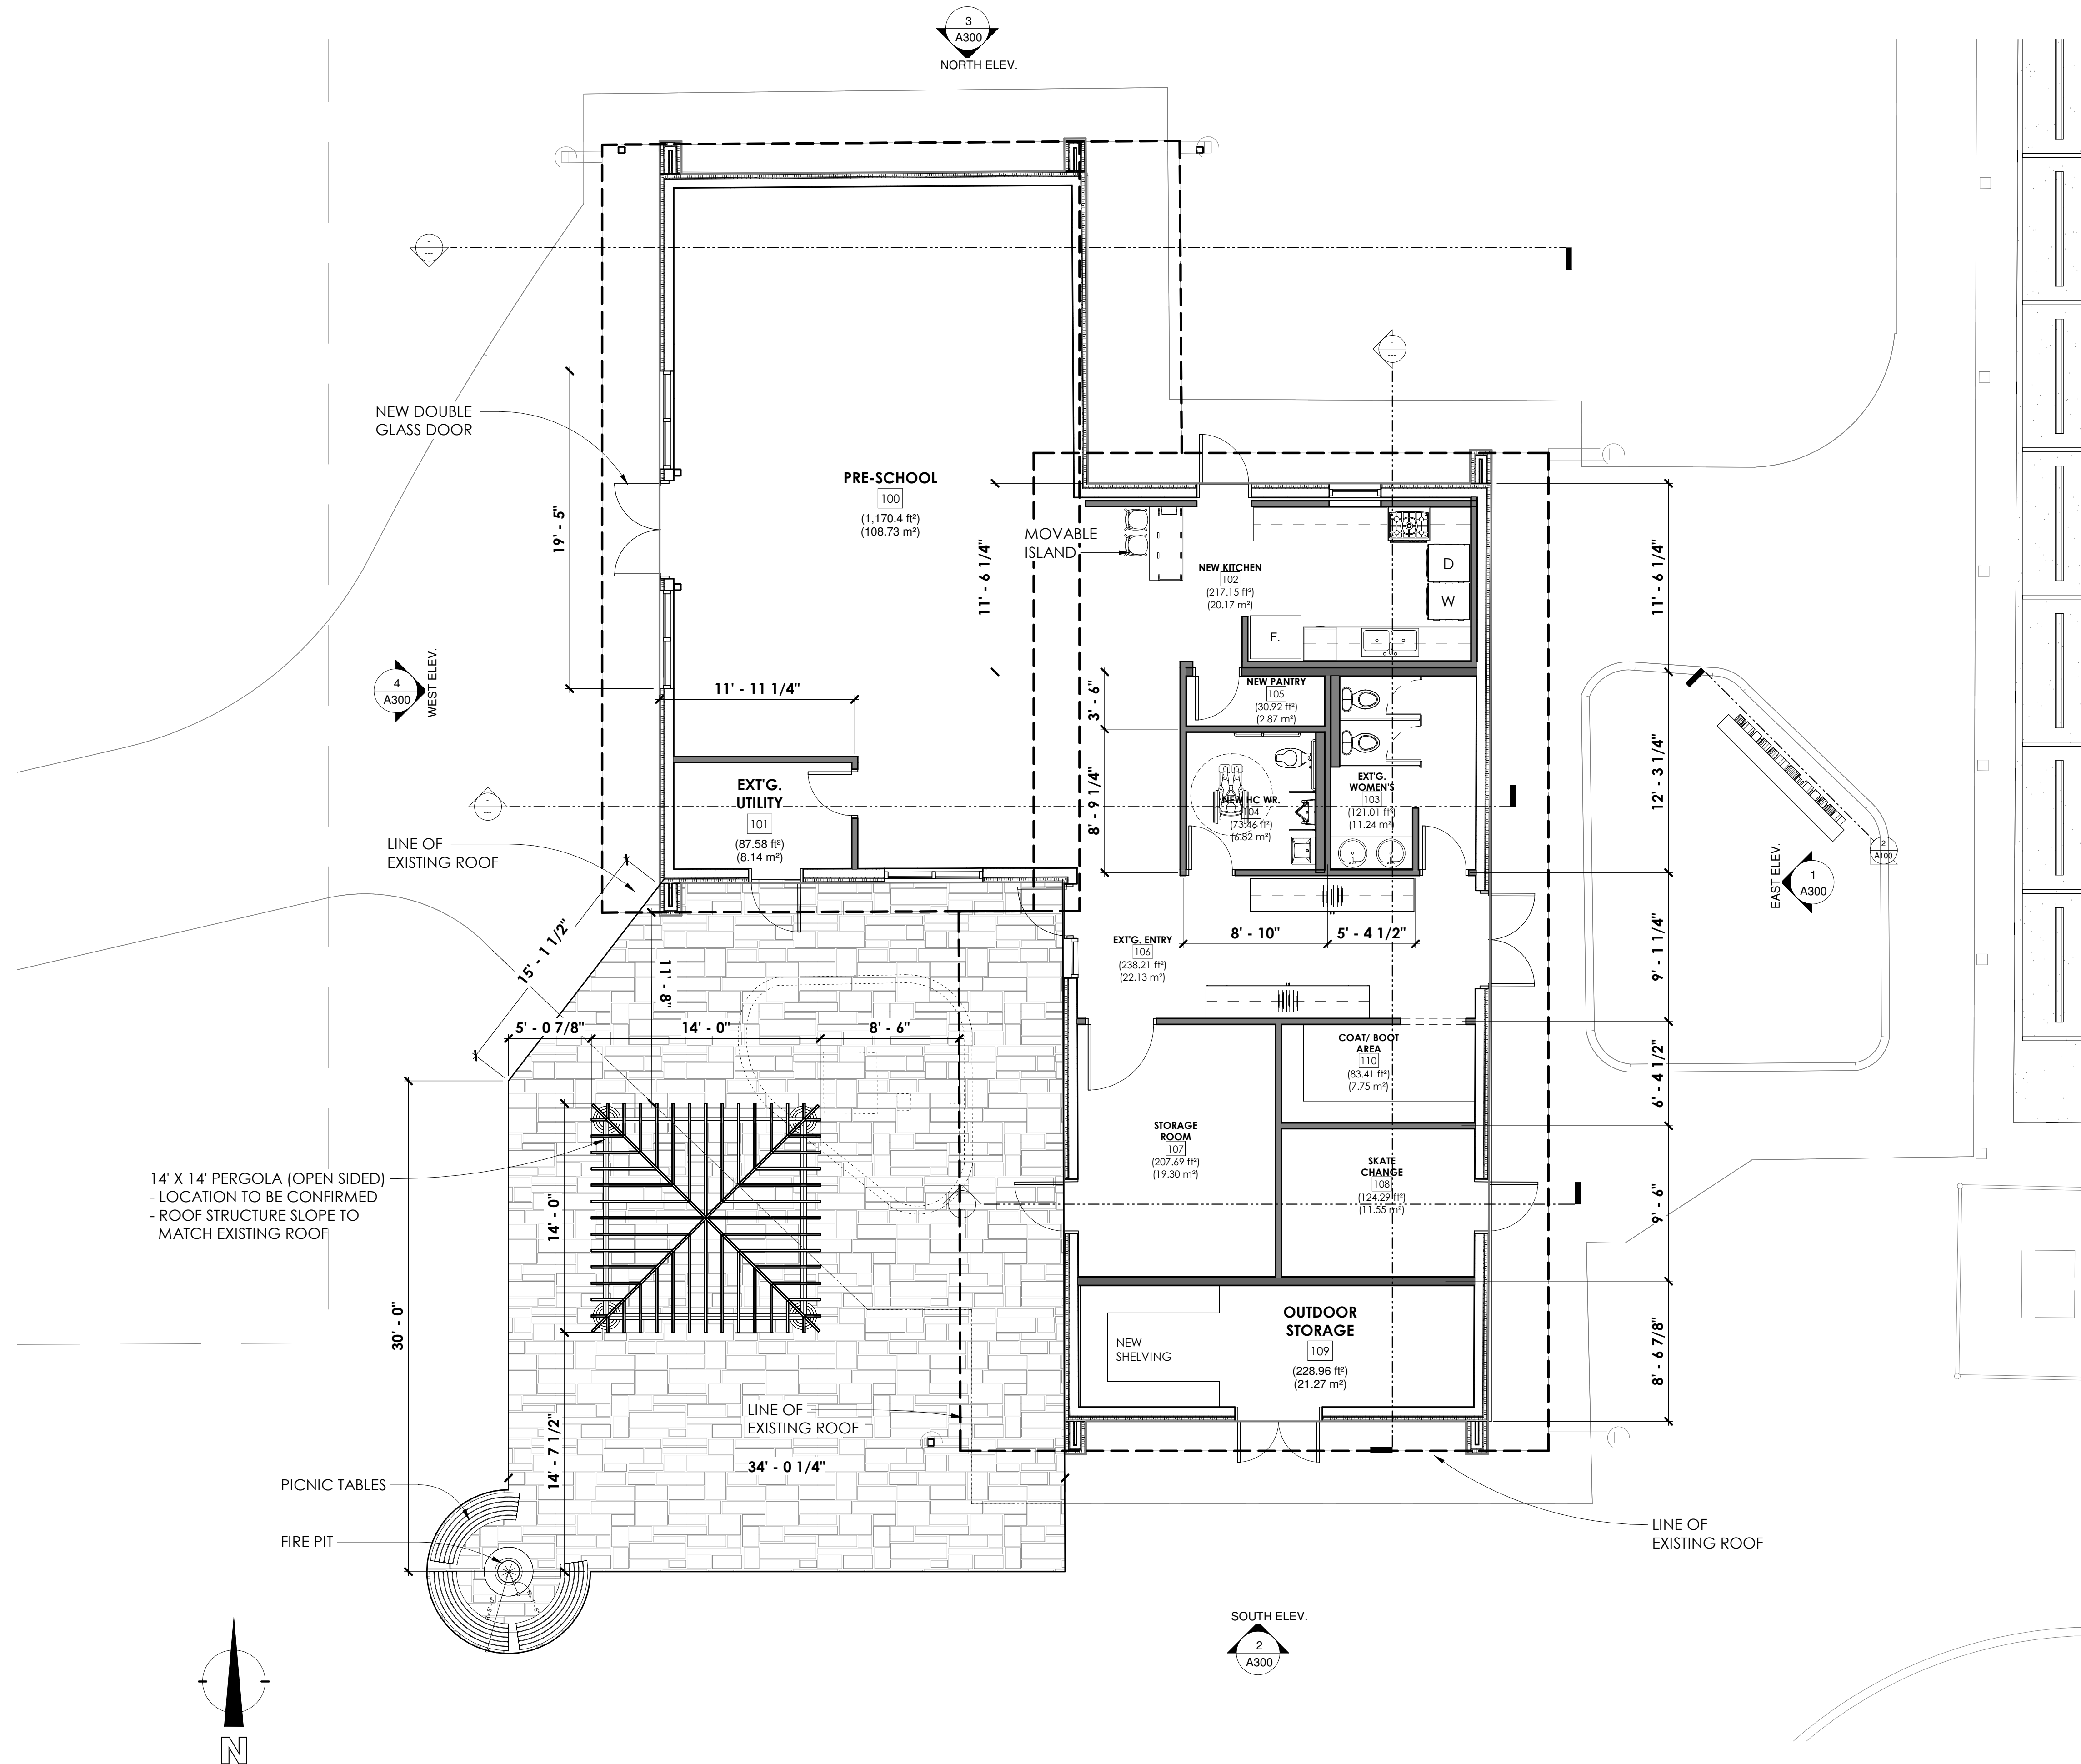 3
A300
NORTH ELEV.
-
---
-
---
NEW DOUBLE
GLASS DOOR
19' - 5"
PRE-SCHOOL
100
(1,170.4 ft²)
(108.73 m²)
MOVABLE
ISLAND
11' - 6 1/4"
NEW KITCHEN
102
(217.15 ft²)
(20.17 m²)
D
W
F.
11' - 6 1/4"
4
A300
WEST ELEV.
11' - 11 1/4"
3' - 6"
NEW PANTRY
105
(30.92 ft²)
(2.87 m²)
EXT'G.
UTILITY
101
(87.58 ft²)
(8.14 m²)
-
---
8' - 9 1/4"
NEW HC WR.
104
(73.46 ft²)
(6.82 m²)
EXT'G.
WOMEN'S
103
(121.01 ft²)
(11.24 m²)
12' - 3 1/4"
LINE OF
EXISTING ROOF
2
A100
EAST ELEV.
1
A300
15' - 1 1/2"
11' - 8"
EXT'G. ENTRY
106
(238.21 ft²)
(22.13 m²)
8' - 10"
5' - 4 1/2"
9' - 1 1/4"
5' - 0 7/8"
14' - 0"
8' - 6"
COAT/ BOOT
AREA
110
(83.41 ft²)
(7.75 m²)
6' - 4 1/2"
STORAGE
ROOM
107
(207.69 ft²)
(19.30 m²)
SKATE
CHANGE
108
(124.29 ft²)
(11.55 m²)
9' - 6"
14' X 14' PERGOLA (OPEN SIDED)
- LOCATION TO BE CONFIRMED
- ROOF STRUCTURE SLOPE TO
MATCH EXISTING ROOF
14' - 0"
30' - 0"
OUTDOOR
STORAGE
109
(228.96 ft²)
(21.27 m²)
NEW
SHELVING
8' - 6 7/8"
LINE OF
EXISTING ROOF
14' - 7 1/2"
34' - 0 1/4"
PICNIC TABLES
FIRE PIT
LINE OF
EXISTING ROOF
SOUTH ELEV.
2
A300
N